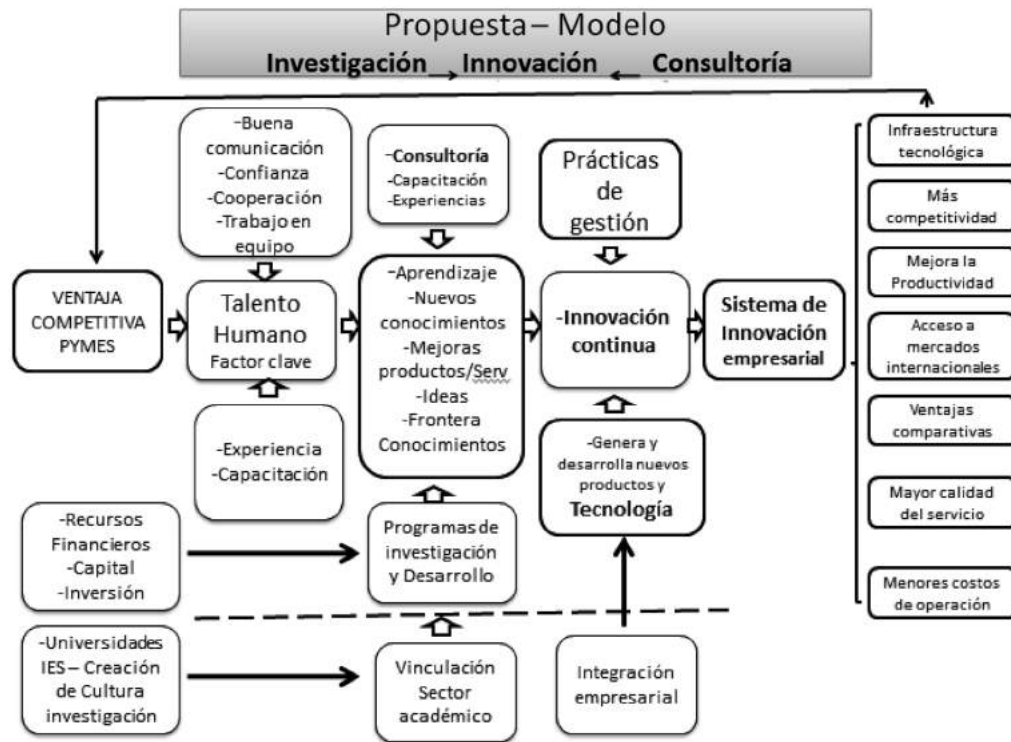 Propuesta – Modelo
Investigación → Innovación ← Consultoría
-Buena
comunicación
-Confianza
-Cooperación
-Trabajo en
equipo
-Consultoría
-Capacitación
-Experiencias
Prácticas
de
gestión
VENTAJA
COMPETITIVA
PYMES
Talento
Humano
Factor clave
-Aprendizaje
-Nuevos
conocimientos
-Mejoras
productos/Serv
-Ideas
-Frontera
Conocimientos
-Innovación
continua
Sistema de
Innovación
empresarial
Infraestructura
tecnológica
Más
competitividad
Mejora la
Productividad
Acceso a
mercados
internacionales
Ventajas
comparativas
Mayor calidad
del servicio
Menores costos
de operación
-Experiencia
-Capacitación
-Genera y
desarrolla nuevos
productos y
Tecnología
-Recursos
Financieros
-Capital
-Inversión
Programas de
investigación
y Desarrollo
-Universidades
IES – Creación
de Cultura
investigación
Vinculación
Sector
académico
Integración
empresarial